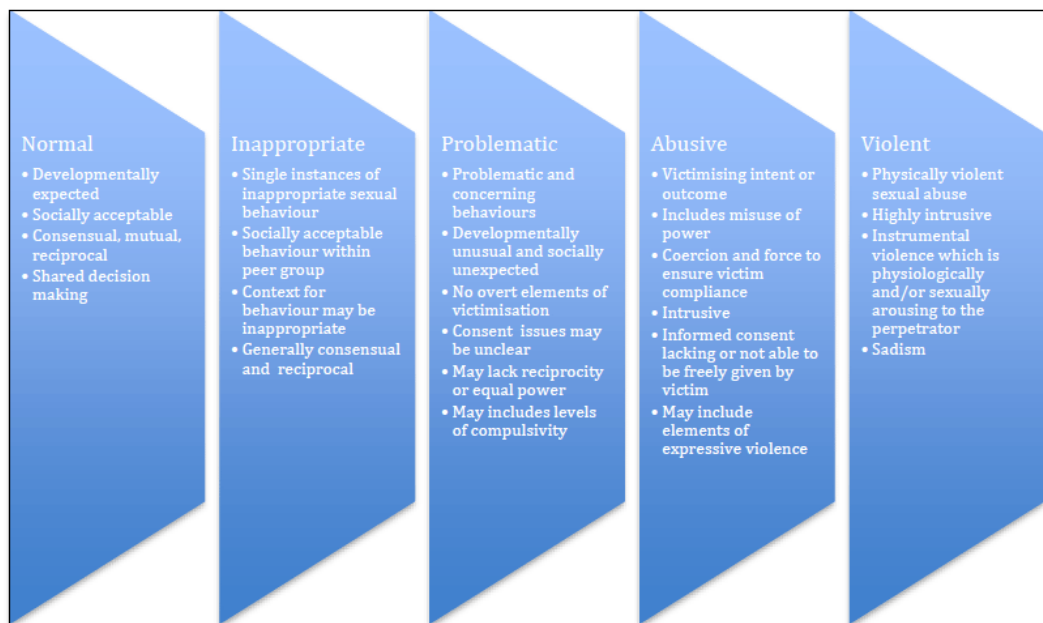 Normal
• Developmentally
expected
• Socially acceptable
• Consensual, mutual,
reciprocal
• Shared decision
making
Inappropriate
• Single instances of
inappropriate sexual
behaviour
• Socially acceptable
behaviour within
peer group
• Context for
behaviour may be
inappropriate
• Generally consensual
and reciprocal
Problematic
• Problematic and
concerning
behaviours
• Developmentally
unusual and socially
unexpected
• No overt elements of
victimisation
• Consent issues may
be unclear
• May lack reciprocity
or equal power
• May includes levels
of compulsivity
Abusive
• Victimising intent or
outcome
• Includes misuse of
power
• Coercion and force to
ensure victim
compliance
• Intrusive
• Informed consent
lacking or not able to
be freely given by
victim
• May include
elements of
expressive violence
Violent
• Physically violent
sexual abuse
• Highly intrusive
• Instrumental
violence which is
physiologically
and/or sexually
arousing to the
perpetrator
• Sadism